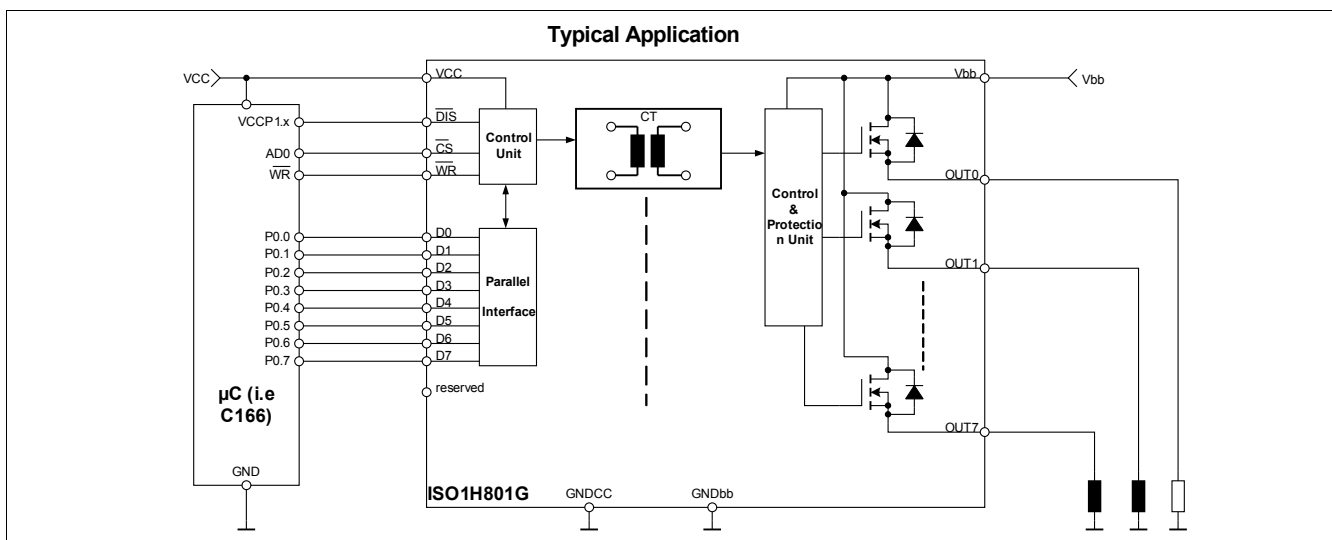 Typical Application
VCC
VCC
Vbb
Vbb
VCCP1.x
DIS
AD0
CS
WR
WR
Control
Unit
CT
Control
&
Protectio
n Unit
OUT0
OUT1
OUT7
P0.0
D0
P0.1
D1
P0.2
D2
P0.3
D3
P0.4
D4
P0.5
D5
P0.6
D6
P0.7
D7
Parallel
Interface
reserved
µC (i.e
C166)
GND
ISO1H801G
GNDCC
GNDbb